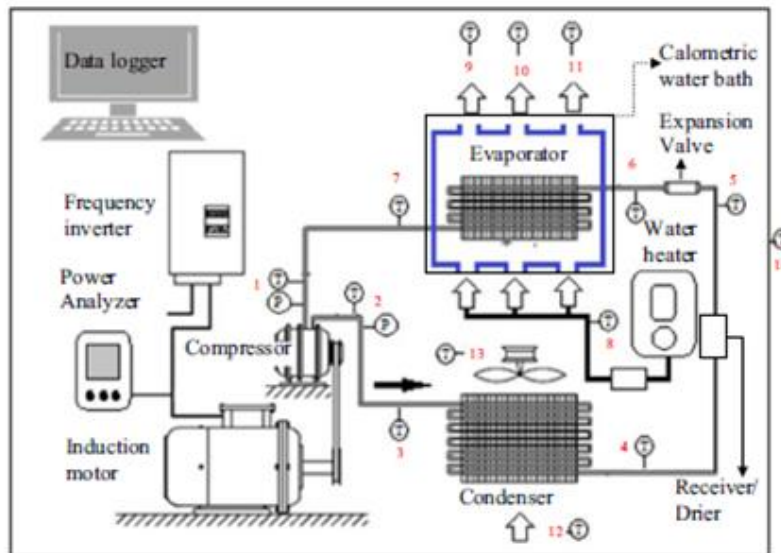 Data logger
T
9
T
10
T
11
Calometric
water bath
Evaporator
Expansion
Valve
Frequency
inverter
7
T
6
T
5
T
Water
heater
Power
Analyzer
1
T
P
T
2
P
Compressor
T
8
T
13
T
3
4
T
Induction
motor
Condenser
12
T
Receiver/
Drier